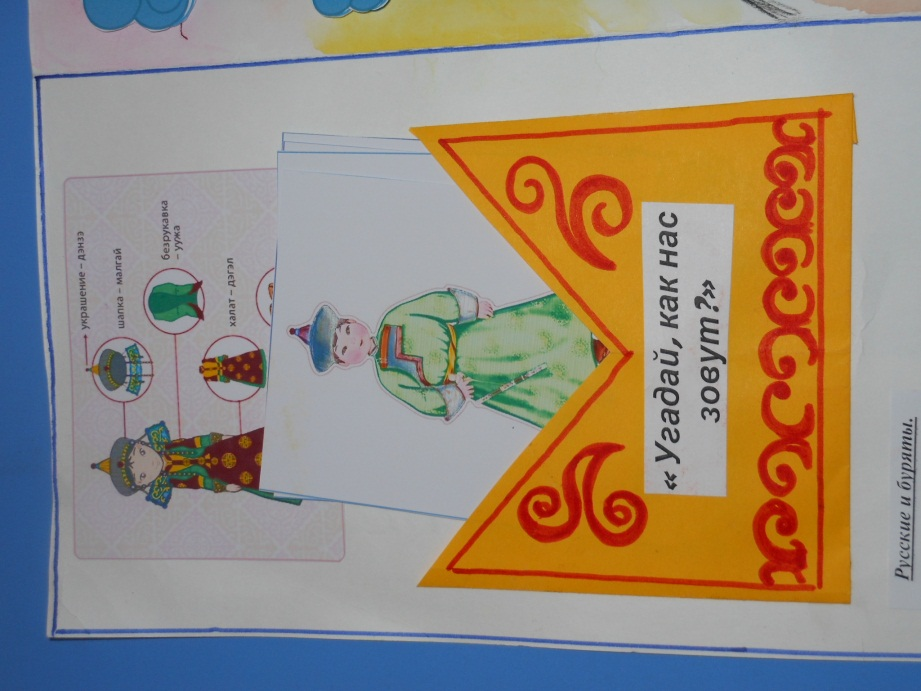 украшение – дэнзэ
шапка – малгай
безрукавка
– уужа
халат – дэгэл
« Угадай, как нас
зовут?»
Русские и буряты.